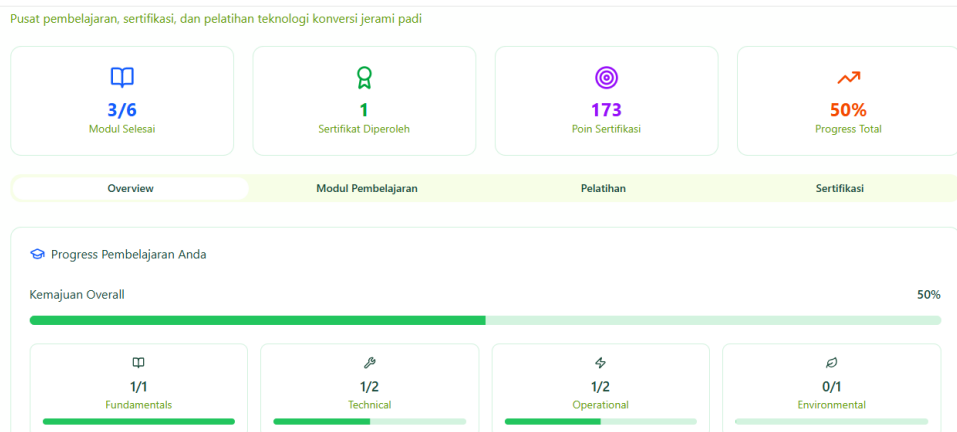 Pusat pembelajaran, sertifikasi, dan pelatihan teknologi konversi jerami padi
3/6
Modul Selesai
1
Sertifikat Diperoleh
173
Poin Sertifikasi
50%
Progress Total
Overview
Modul Pembelajaran
Pelatihan
Sertifikasi
Progress Pembelajaran Anda
Kemajuan Overall
50%
1/1
Fundamentals
1/2
Technical
1/2
Operational
0/1
Environmental